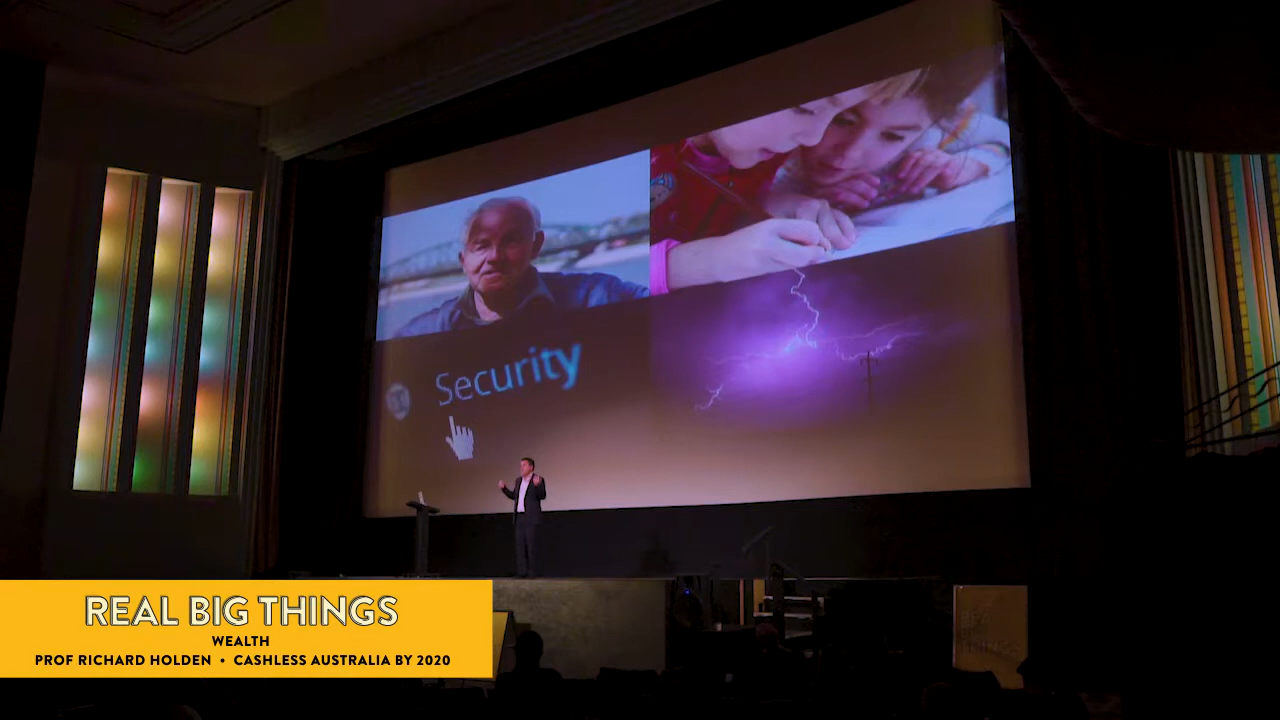 Security
REAL BIG THINGS
WEALTH
PROF RICHARD HOLDEN • CASHLESS AUSTRALIA BY 2020